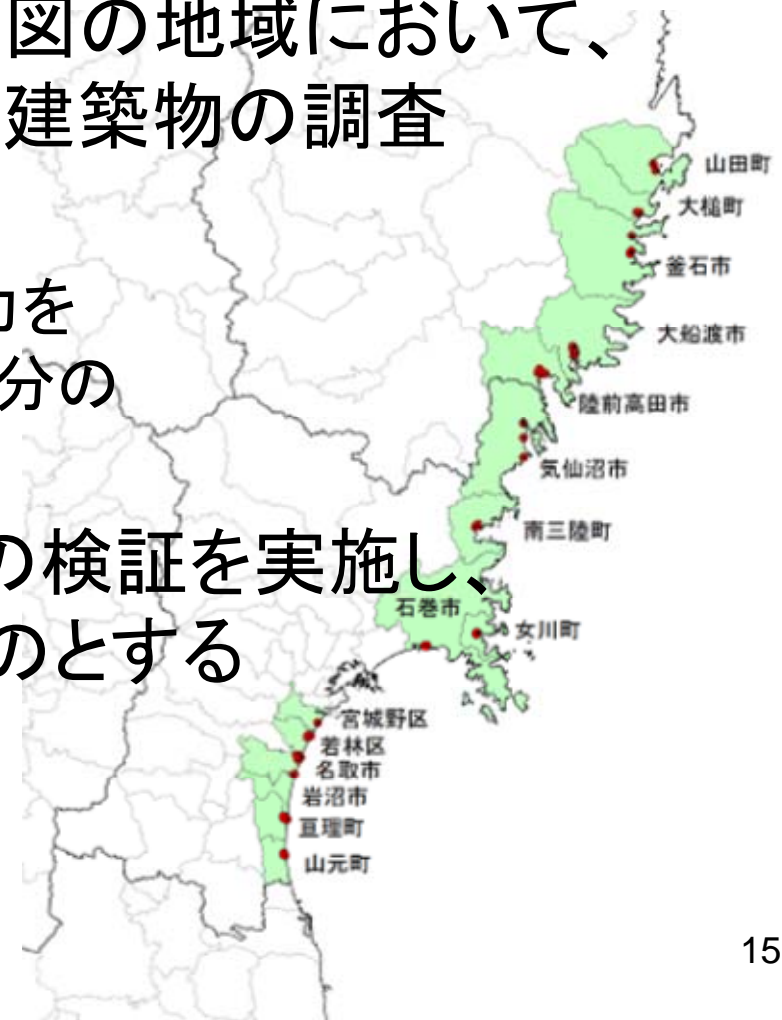 図の地域において、
建築物の調査
山田町
大槌町
釜石市
力を
大船渡市
分の
陸前高田市
気仙沼市
南三陸町
の検証を実施し、
石巻市
女川町
のとする
宮城野区
若林区
名取市
岩沼市
亘理町
山元町
15